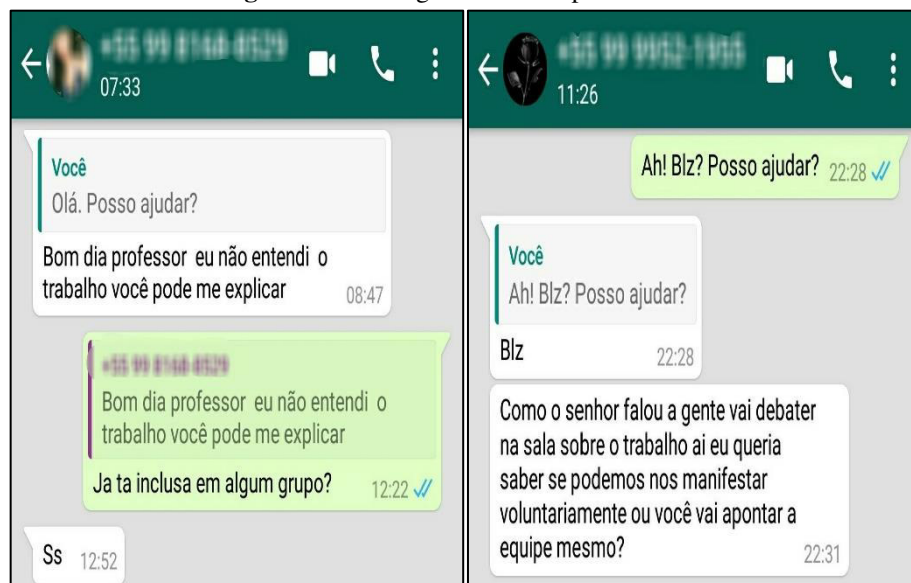 07:33
Você
Olá. Posso ajudar?
Bom dia professor eu não entendi o
trabalho você pode me explicar
08:47
Bom dia professor eu não entendi o
trabalho você pode me explicar
Ja ta inclusa em algum grupo?
12:22
Ss
12:52
11:26
Ah! Blz? Posso ajudar?
22:28
Você
Ah! Blz? Posso ajudar?
Blz
22:28
Como o senhor falou a gente vai debater
na sala sobre o trabalho ai eu queria
saber se podemos nos manifestar
voluntariamente ou você vai apontar a
equipe mesmo?
22:31